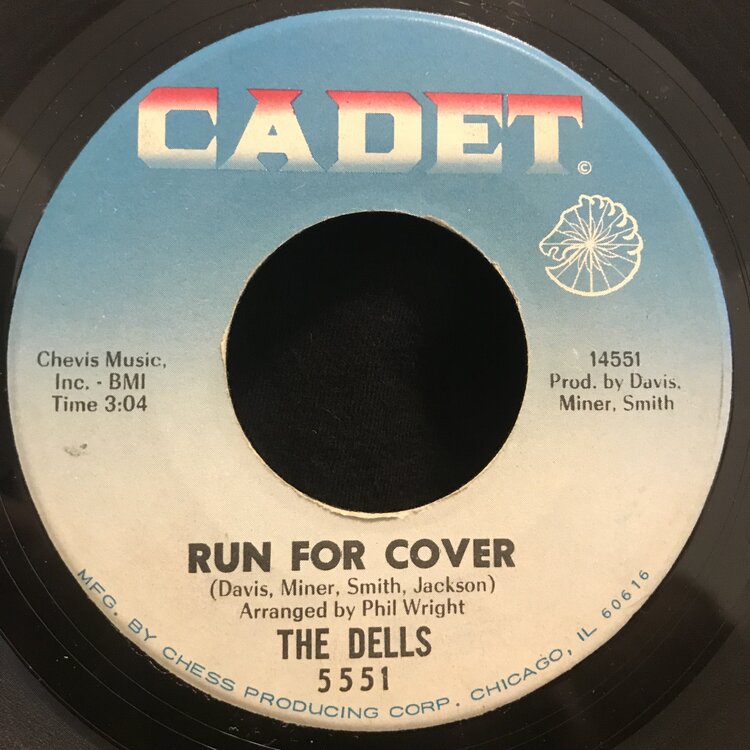 CADET
©
Chevis Music,
Inc. - BMI
Time 3:04
14551
Prod. by Davis,
Miner, Smith
RUN FOR COVER
(Davis, Miner, Smith, Jackson)
Arranged by Phil Wright
THE DELLS
5551
MFG. BY CHESS PRODUCING CORP. CHICAGO, IL 60616